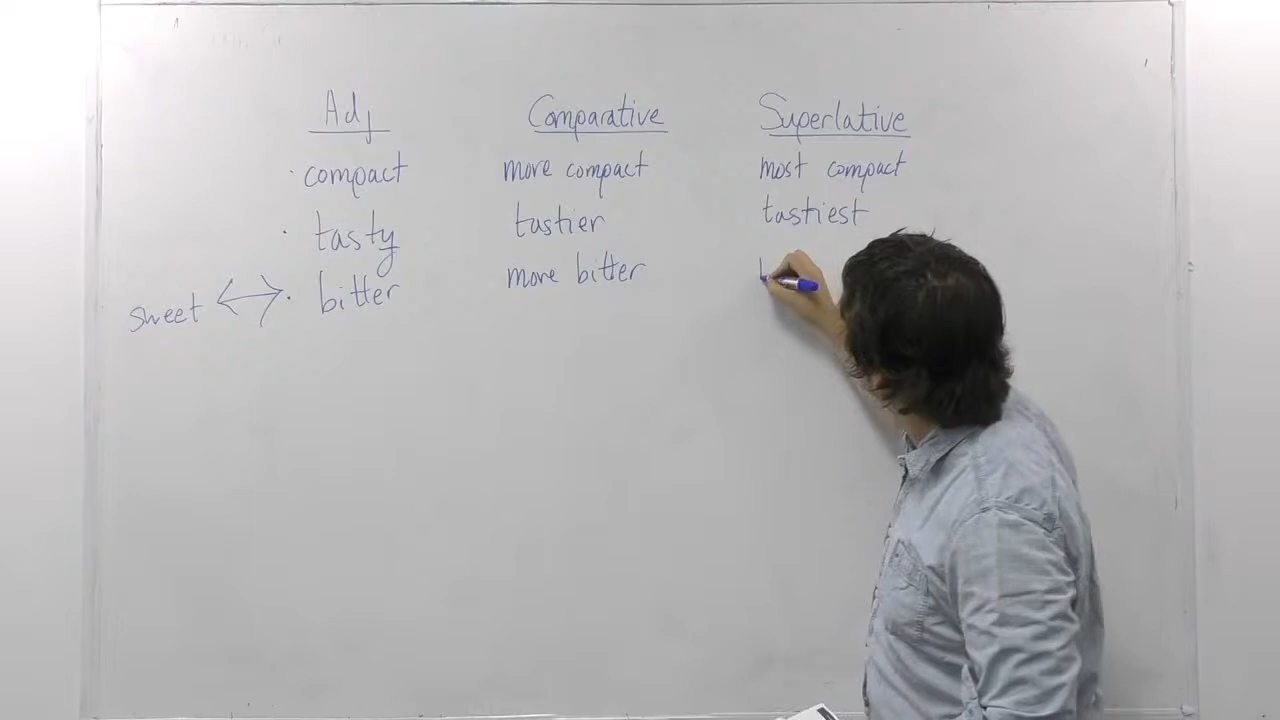 Adj Comparative Superlative
compact more compact most compact
tasty tastier tastiest
sweet bitter more bitter